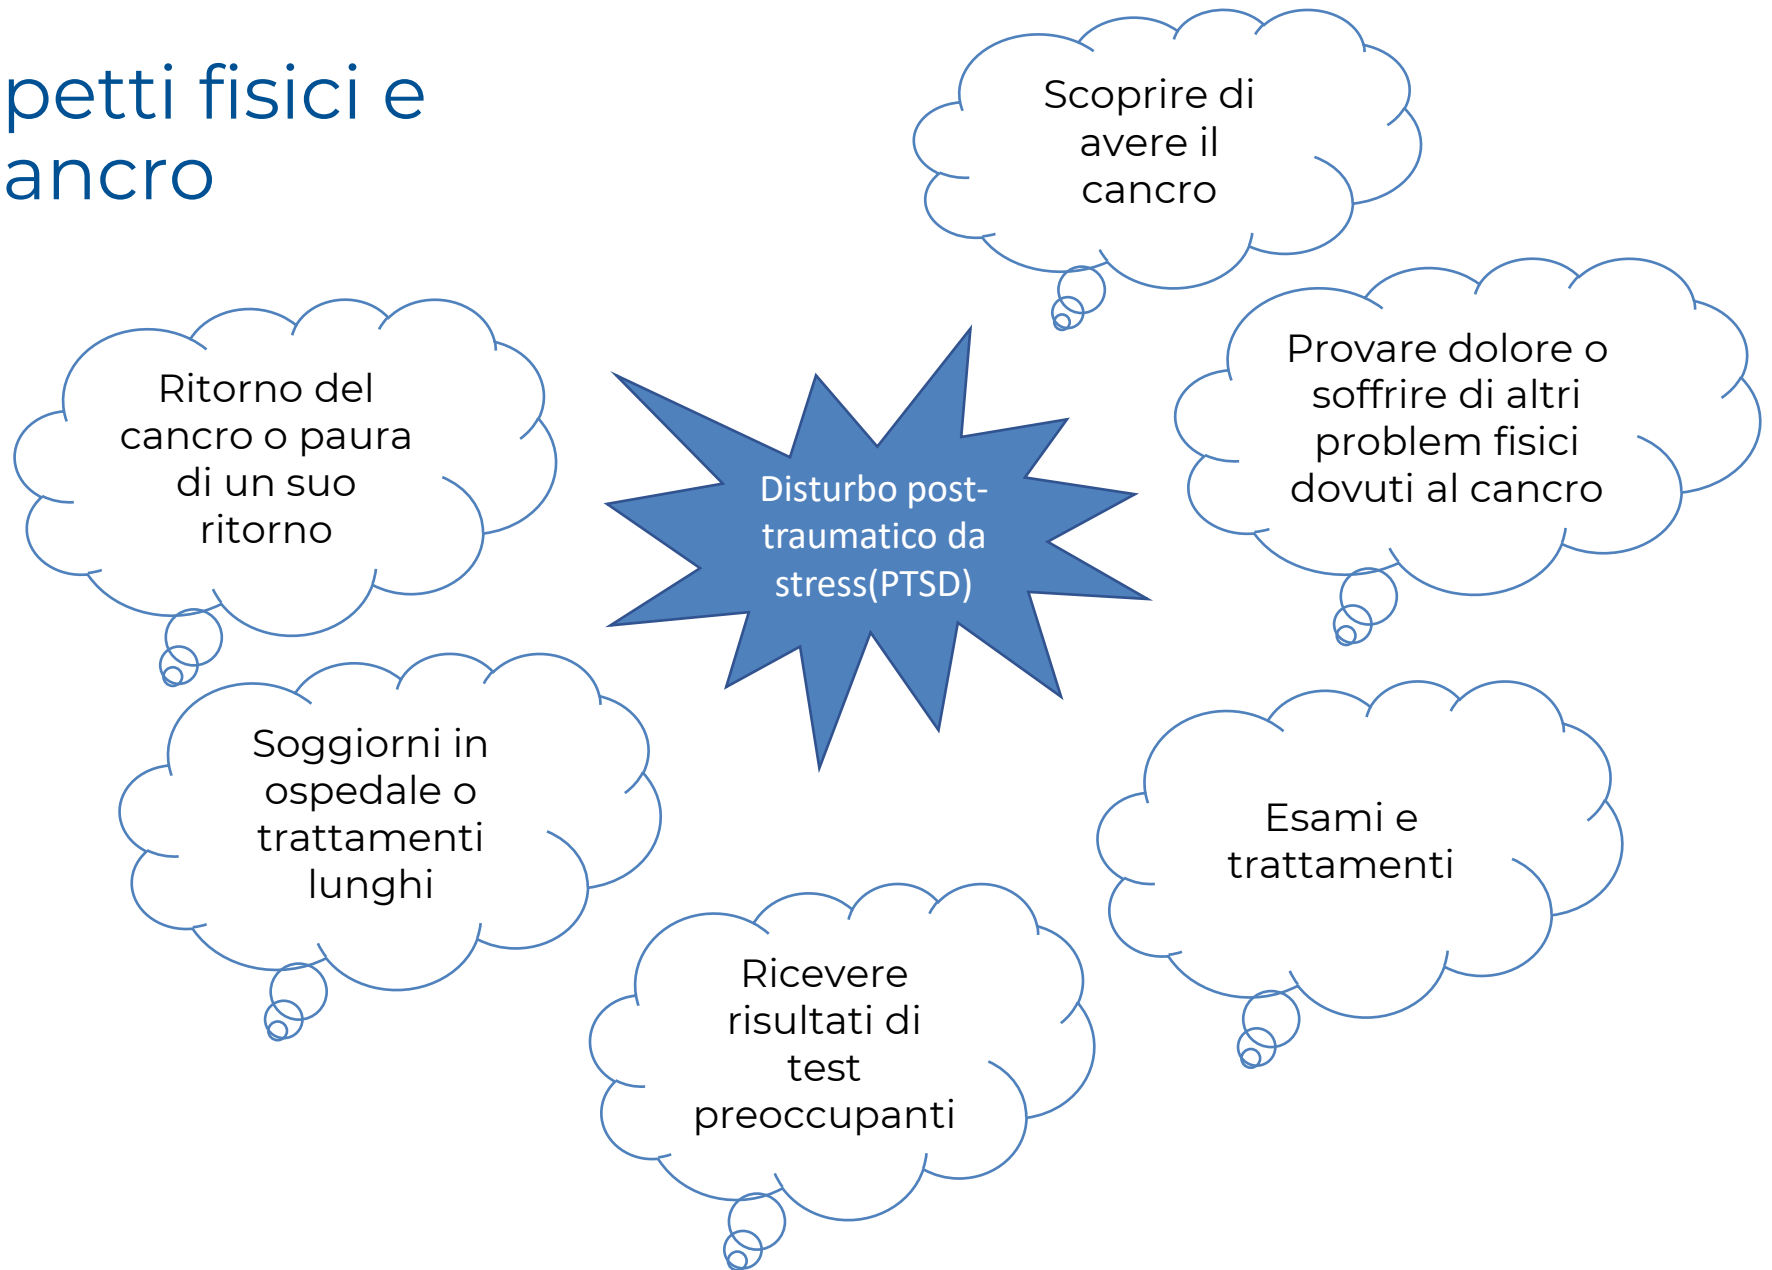 petti fisici e
ancro
Scoprire di
avere il
cancro
Provare dolore o
soffrire di altri
problem fisici
dovuti al cancro
Ritorno del
cancro o paura
di un suo
ritorno
Disturbo post-
traumatico da
stress(PTSD)
Soggiorni in
ospedale o
trattamenti
lunghi
Esami e
trattamenti
Ricevere
risultati di
test
preoccupanti